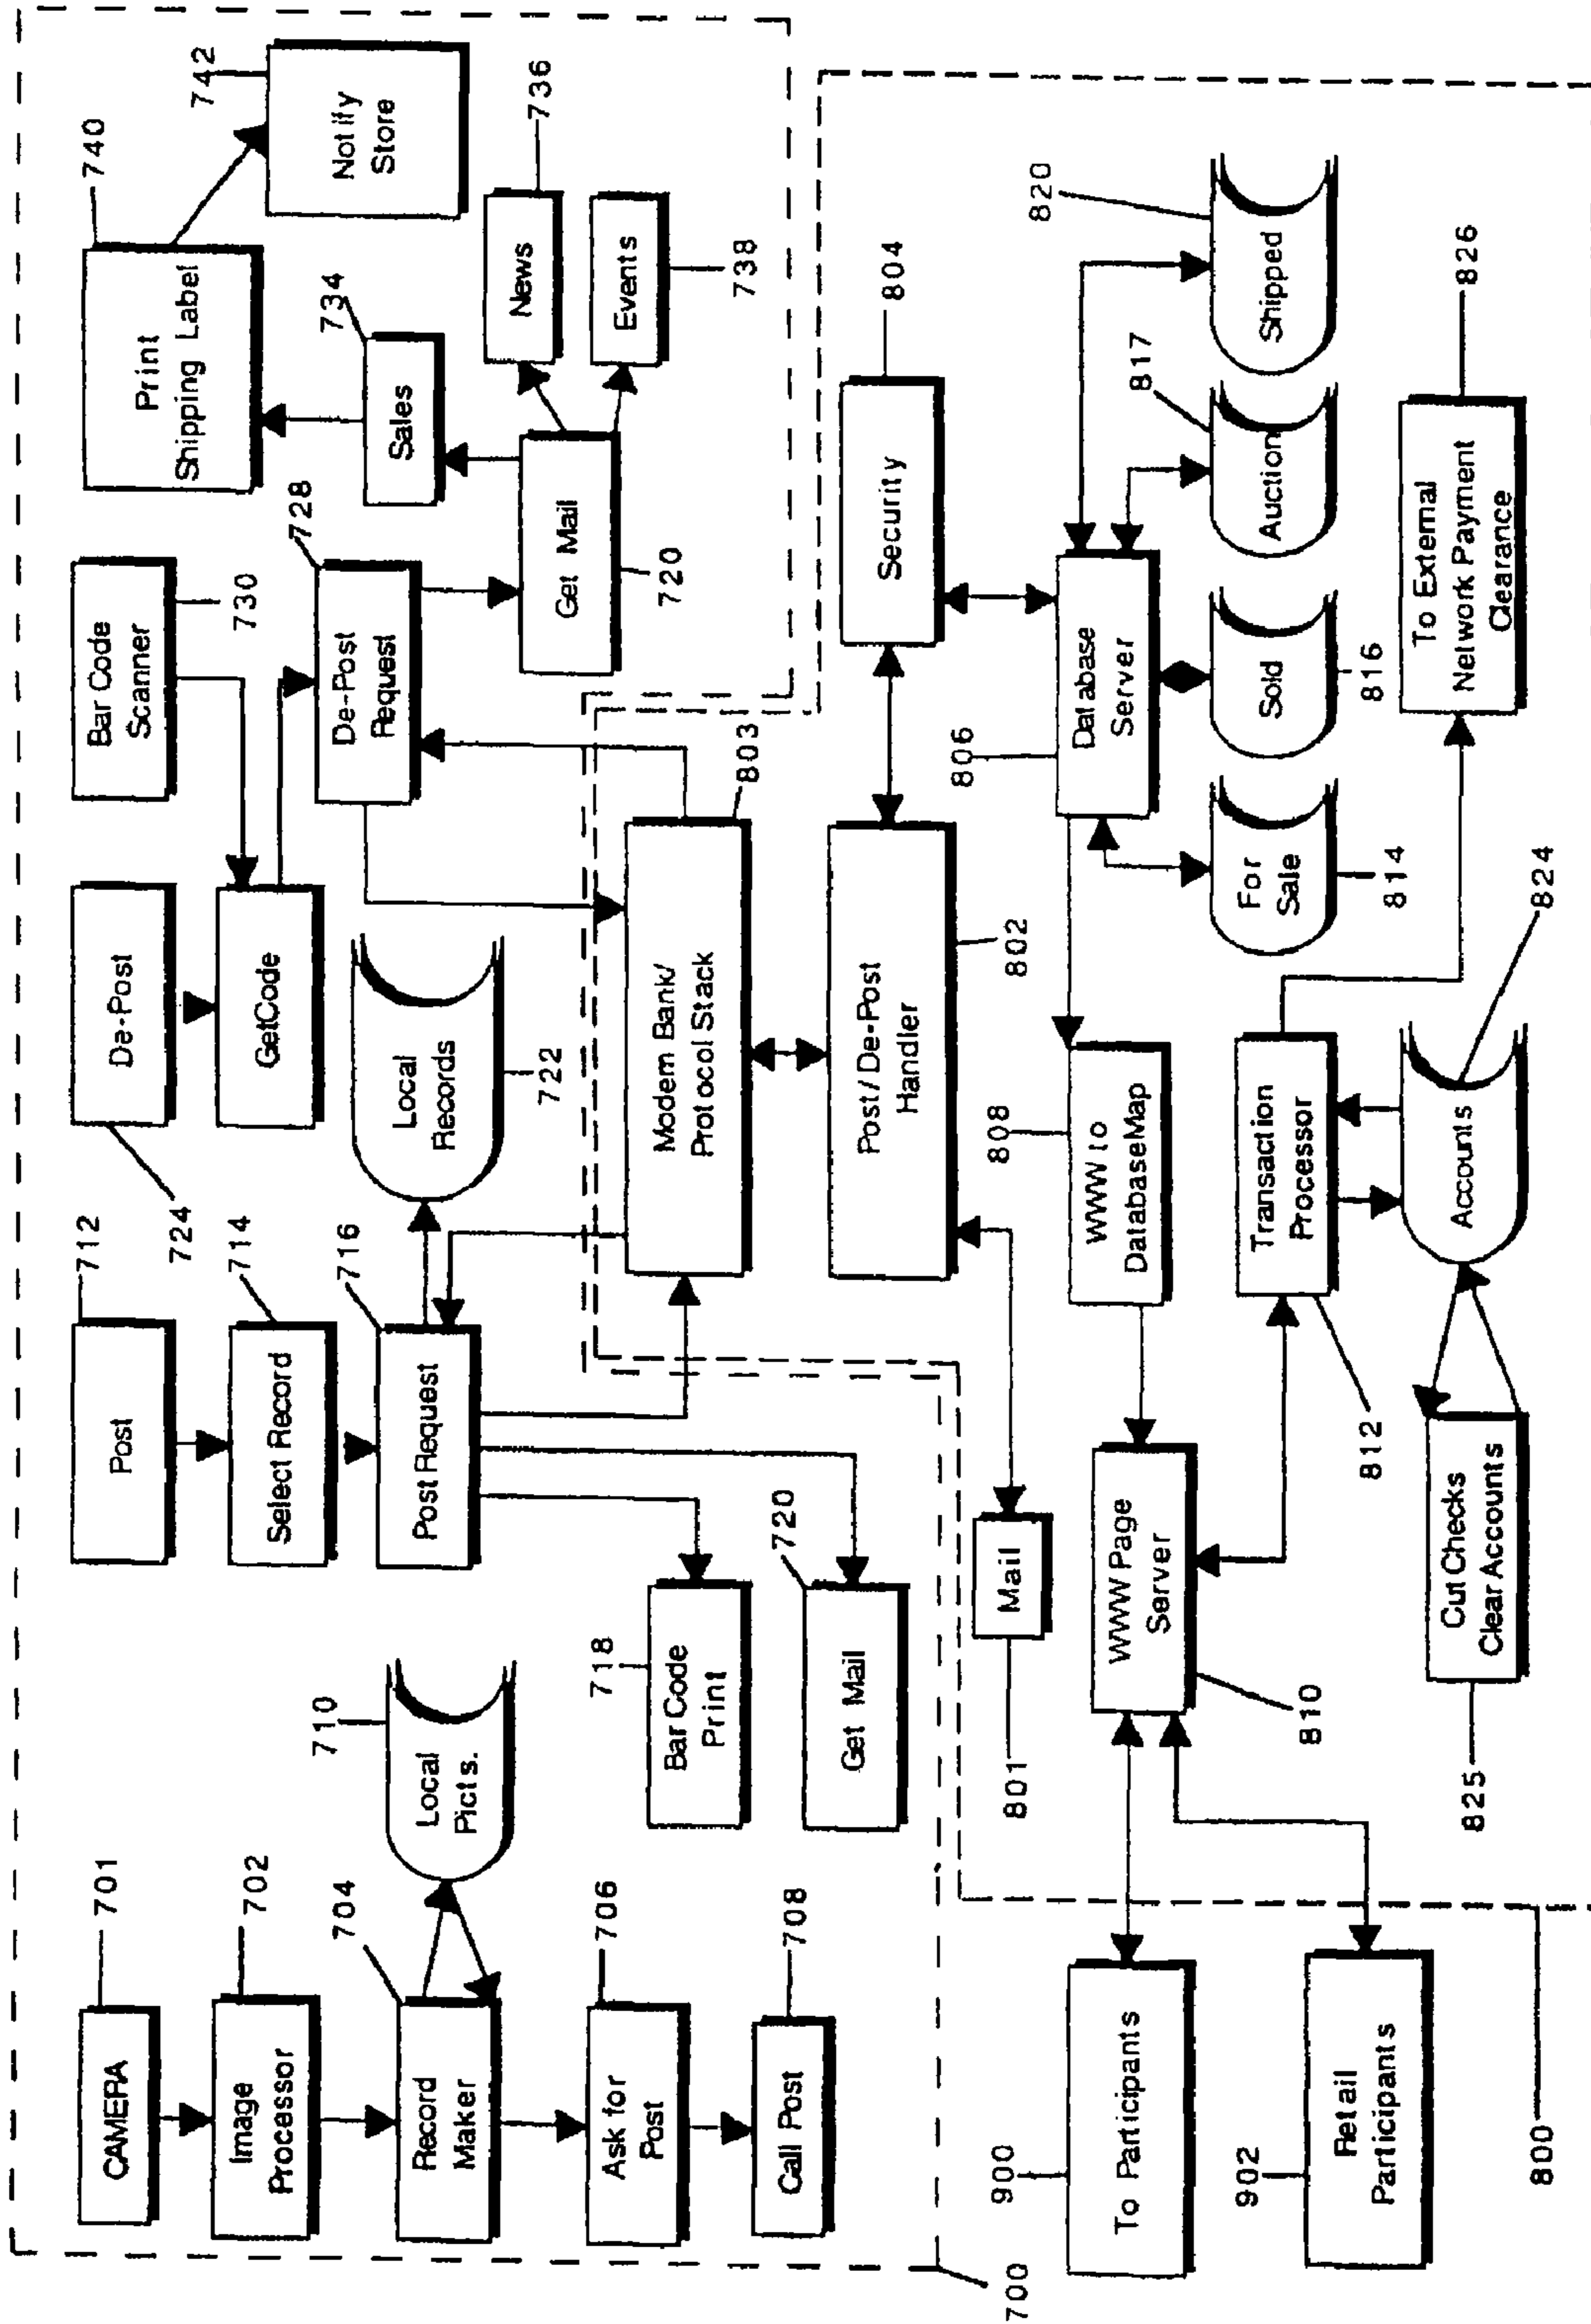 CAMERA
701
Image
Processor
702
Record
Maker
704
Local
Picts.
710
Ask for
Post
706
Call Post
708
Post
712
Select Record
714
Post Request
716
Bar Code
Print
718
Get Mail
720
Local
Records
722
De-Post
724
GetCode
Bar Code
Scanner
730
De-Post
Request
728
Get Mail
720
Sales
734
Print
Shipping Label
740
Notify
Store
742
News
736
Events
738
700
Modem Bank/
Protocol Stack
803
Post/De-Post
Handler
802
Security
804
Mail
801
Database
Server
806
WWW to
DatabaseMap
808
WWW Page
Server
810
Transaction
Processor
812
For
Sale
814
Sold
816
Auction
817
Shipped
820
Accounts
824
Cut Checks
Clear Accounts
825
To External
Network Payment
Clearance
826
To Participants
900
Retail
Participants
902
800